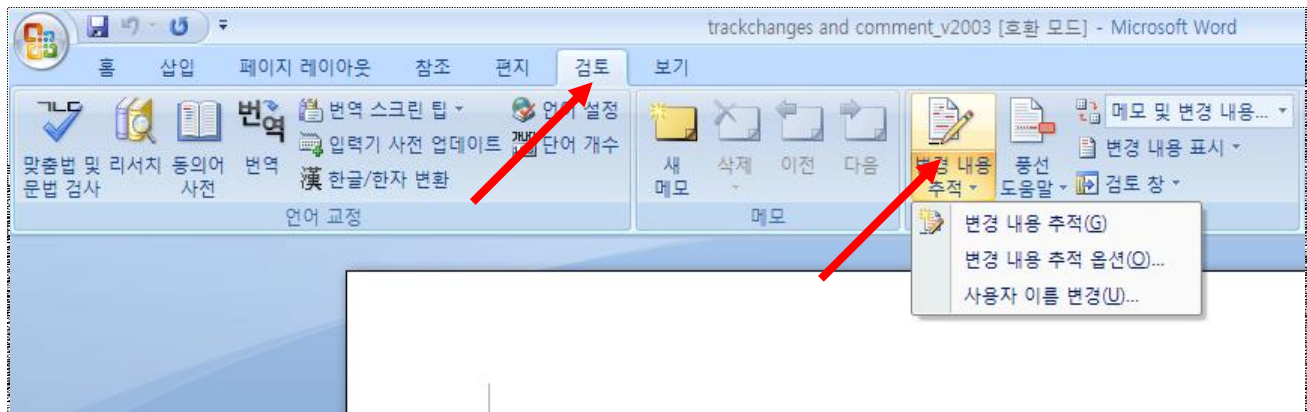 trackchanges and comment_v2003 [호환 모드] - Microsoft Word
홈 삽입 페이지 레이아웃 참조 편지 검토 보기
맞춤법 및 문법 검사
리서치
동의어 사전
번역
번역
번역 스크린 팁
입력기 사전 업데이트
漢 한글/한자 변환
언어 설정
단어 개수
언어 교정
새 메모
삭제
이전
다음
메모
변경 내용 추적
풍선 도움말
메모 및 변경 내용...
변경 내용 표시
검토 창
변경 내용 추적(G)
변경 내용 추적 옵션(O)...
사용자 이름 변경(U)...